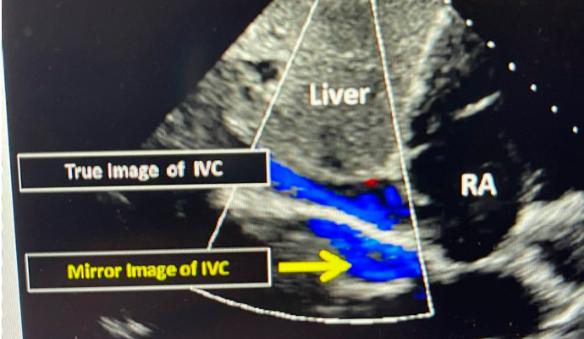 Liver
True Image of IVC
RA
Mirror Image of IVC